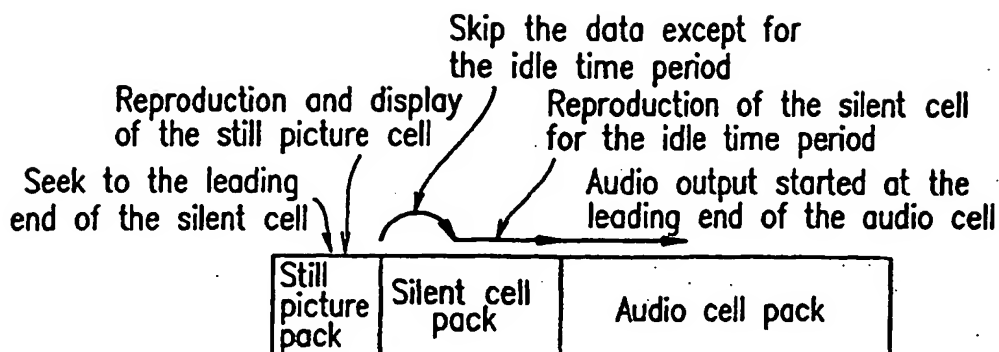 Skip the data except for
the idle time period
Reproduction and display
of the still picture cell
Reproduction of the silent cell
for the idle time period
Seek to the leading
end of the silent cell
Audio output started at the
leading end of the audio cell
Still
picture
pack
Silent cell
pack
Audio cell pack